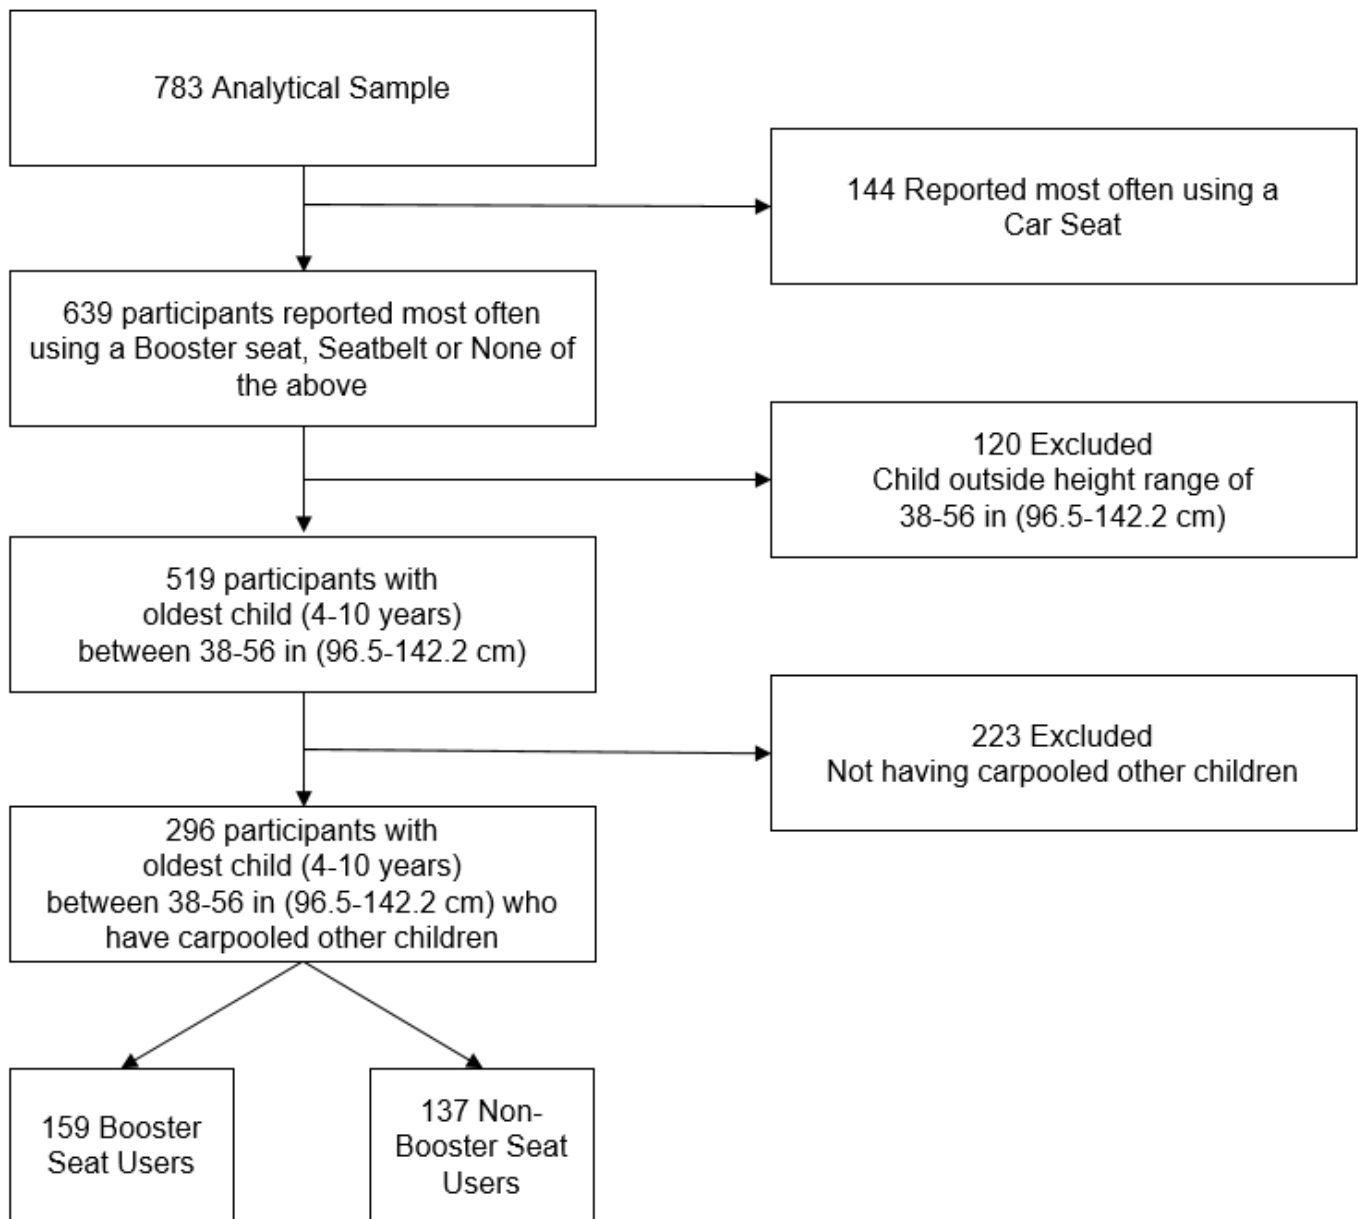 783 Analytical Sample
144 Reported most often using a
Car Seat
639 participants reported most often
using a Booster seat, Seatbelt or None of
the above
120 Excluded
Child outside height range of
38-56 in (96.5-142.2 cm)
519 participants with
oldest child (4-10 years)
between 38-56 in (96.5-142.2 cm)
223 Excluded
Not having carpooled other children
296 participants with
oldest child (4-10 years)
between 38-56 in (96.5-142.2 cm) who
have carpooled other children
159 Booster
Seat Users
137 Non-
Booster Seat
Users